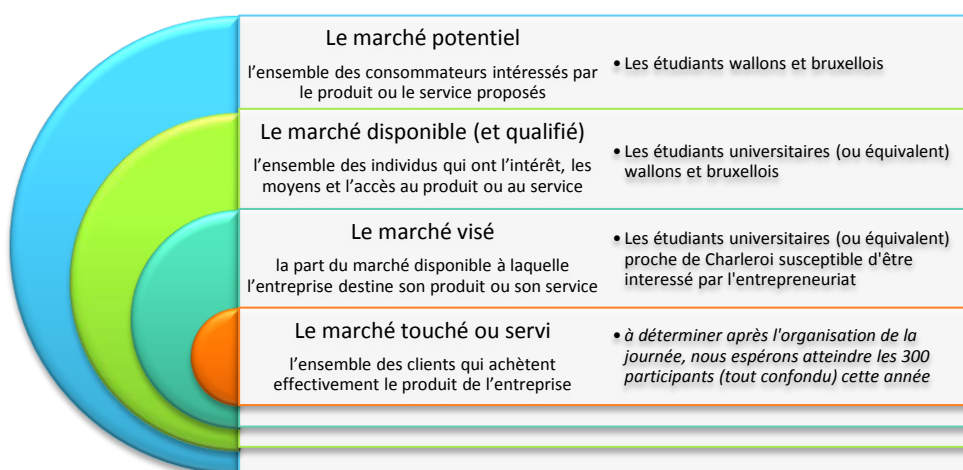 Le marché potentiel
l'ensemble des consommateurs intéressés par
le produit ou le service proposés
• Les étudiants wallons et bruxellois
Le marché disponible (et qualifié)
l'ensemble des individus qui ont l'intérêt, les
moyens et l'accès au produit ou au service
• Les étudiants universitaires (ou équivalent)
wallons et bruxellois
Le marché visé
la part du marché disponible à laquelle
l'entreprise destine son produit ou son service
• Les étudiants universitaires (ou équivalent)
proche de Charleroi susceptible d'être
interessé par l'entrepreneuriat
Le marché touché ou servi
l'ensemble des clients qui achètent
effectivement le produit de l'entreprise
• à déterminer après l'organisation de la
journée, nous espérons atteindre les 300
participants (tout confondu) cette année